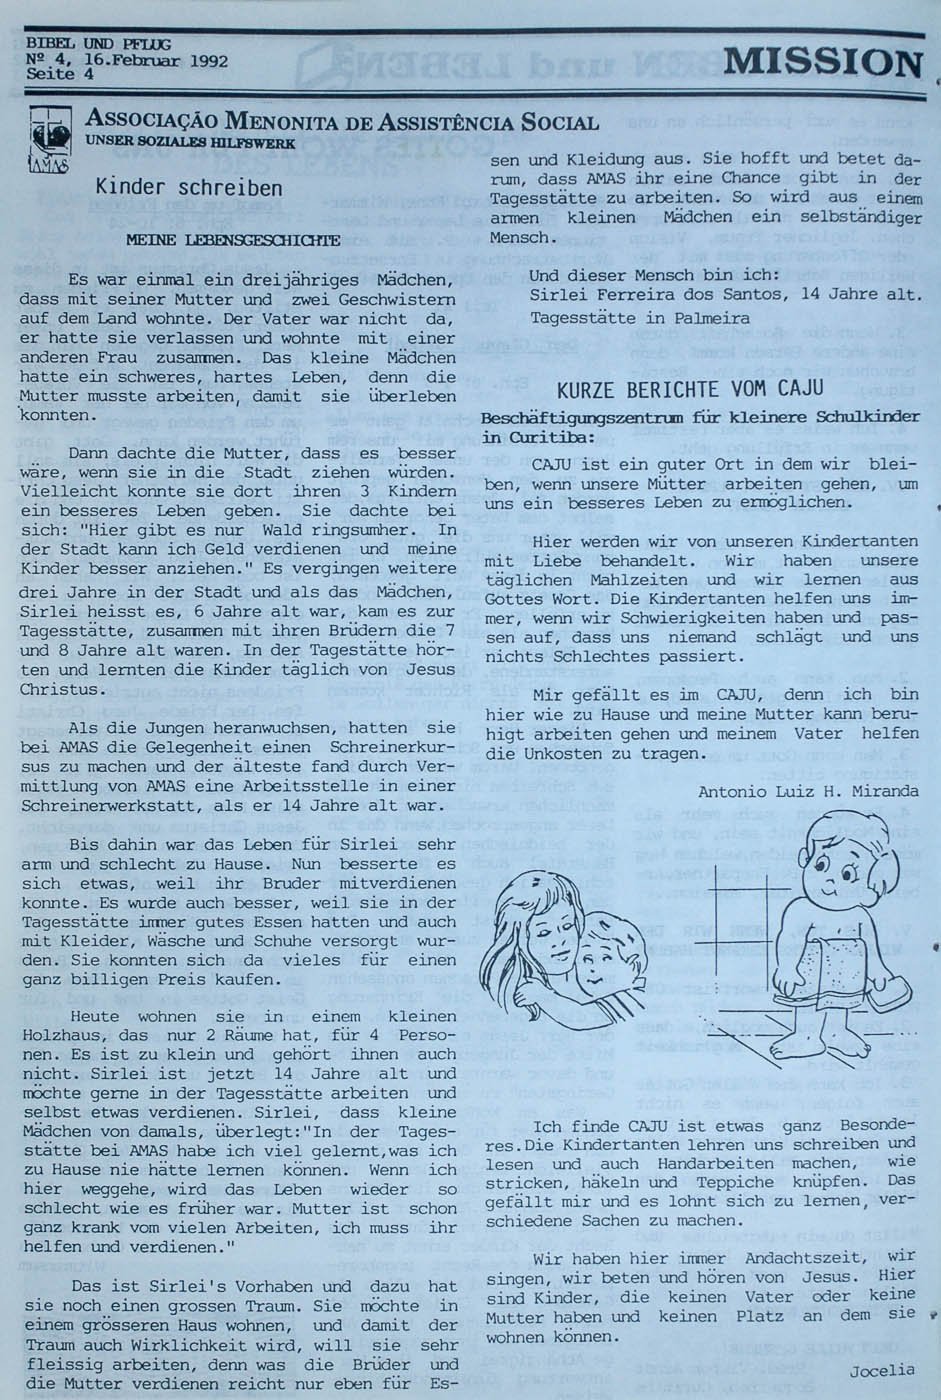 BIBEL UND PFLUG
Nº 4, 16.Februar 1992
Seite 4
MISSION
AMAS
ASSOCIAÇÃO MENONITA DE ASSISTÊNCIA SOCIAL
UNSER SOZIALES HILFSWERK
Kinder schreiben
MEINE LEBENSGESCHICHTE
Es war einmal ein dreijähriges Mädchen,
dass mit seiner Mutter und zwei Geschwistern
auf dem Land wohnte. Der Vater war nicht da,
er hatte sie verlassen und wohnte mit einer
anderen Frau zusammen. Das kleine Mädchen
hatte ein schweres, hartes Leben, denn die
Mutter musste arbeiten, damit sie überleben
konnten.
Dann dachte die Mutter, dass es besser
wäre, wenn sie in die Stadt ziehen würden.
Vielleicht konnte sie dort ihren 3 Kindern
ein besseres Leben geben. Sie dachte bei
sich: "Hier gibt es nur Wald ringsumher. In
der Stadt kann ich Geld verdienen und meine
Kinder besser anziehen." Es vergingen weitere
drei Jahre in der Stadt und als das Mädchen,
Sirlei heisst es, 6 Jahre alt war, kam es zur
Tagesstätte, zusammen mit ihren Brüdern die 7
und 8 Jahre alt waren. In der Tagestätte hör-
ten und lernten die Kinder täglich von Jesus
Christus.
Als die Jungen heranwuchsen, hatten sie
bei AMAS die Gelegenheit einen Schreinerkur-
sus zu machen und der älteste fand durch Ver-
mittlung von AMAS eine Arbeitsstelle in einer
Schreinerwerkstatt, als er 14 Jahre alt war.
Bis dahin war das Leben für Sirlei sehr
arm und schlecht zu Hause. Nun besserte es
sich etwas, weil ihr Bruder mitverdienen
konnte. Es wurde auch besser, weil sie in der
Tagesstätte immer gutes Essen hatten und auch
mit Kleider, Wäsche und Schuhe versorgt wur-
den. Sie konnten sich da vieles für einen
ganz billigen Preis kaufen.
Heute wohnen sie in einem kleinen
Holzhaus, das nur 2 Räume hat, für 4 Perso-
nen. Es ist zu klein und gehört ihnen auch
nicht. Sirlei ist jetzt 14 Jahre alt und
möchte gerne in der Tagesstätte arbeiten und
selbst etwas verdienen. Sirlei, dass kleine
Mädchen von damals, überlegt:"In der Tages-
stätte bei AMAS habe ich viel gelernt,was ich
zu Hause nie hätte lernen können. Wenn ich
hier weggehe, wird das Leben wieder so
schlecht wie es früher war. Mutter ist schon
ganz krank vom vielen Arbeiten, ich muss ihr
helfen und verdienen."
Das ist Sirlei's Vorhaben und dazu hat
sie noch einen grossen Traum. Sie möchte in
einem grösseren Haus wohnen, und damit der
Traum auch Wirklichkeit wird, will sie sehr
fleissig arbeiten, denn was die Brüder und
die Mutter verdienen reicht nur eben für Es-
sen und Kleidung aus. Sie hofft und betet da-
rum, dass AMAS ihr eine Chance gibt in der
Tagesstätte zu arbeiten. So wird aus einem
armen kleinen Mädchen ein selbständiger
Mensch.
Und dieser Mensch bin ich:
Sirlei Ferreira dos Santos, 14 Jahre alt.
Tagesstätte in Palmeira
KURZE BERICHTE VOM CAJU
Beschäftigungszentrum für kleinere Schulkinder
in Curitiba:
CAJU ist ein guter Ort in dem wir blei-
ben, wenn unsere Mütter arbeiten gehen, um
uns ein besseres Leben zu ermöglichen.
Hier werden wir von unseren Kindertanten
mit Liebe behandelt. Wir haben unsere
täglichen Mahlzeiten und wir lernen aus
Gottes Wort. Die Kindertanten helfen uns im-
mer, wenn wir Schwierigkeiten haben und pas-
sen auf, dass uns niemand schlägt und uns
nichts Schlechtes passiert.
Mir gefällt es im CAJU, denn ich bin
hier wie zu Hause und meine Mutter kann beru-
higt arbeiten gehen und meinem Vater helfen
die Unkosten zu tragen.
Antonio Luiz H. Miranda
Ich finde CAJU ist etwas ganz Besonde-
res.Die Kindertanten lehren uns schreiben und
lesen und auch Handarbeiten machen, wie
stricken, häkeln und Teppiche knüpfen. Das
gefällt mir und es lohnt sich zu lernen, ver-
schiedene Sachen zu machen.
Wir haben hier immer Andachtszeit, wir
singen, wir beten und hören von Jesus. Hier
sind Kinder, die keinen Vater oder keine
Mutter haben und keinen Platz an dem sie
wohnen können.
Jocelia